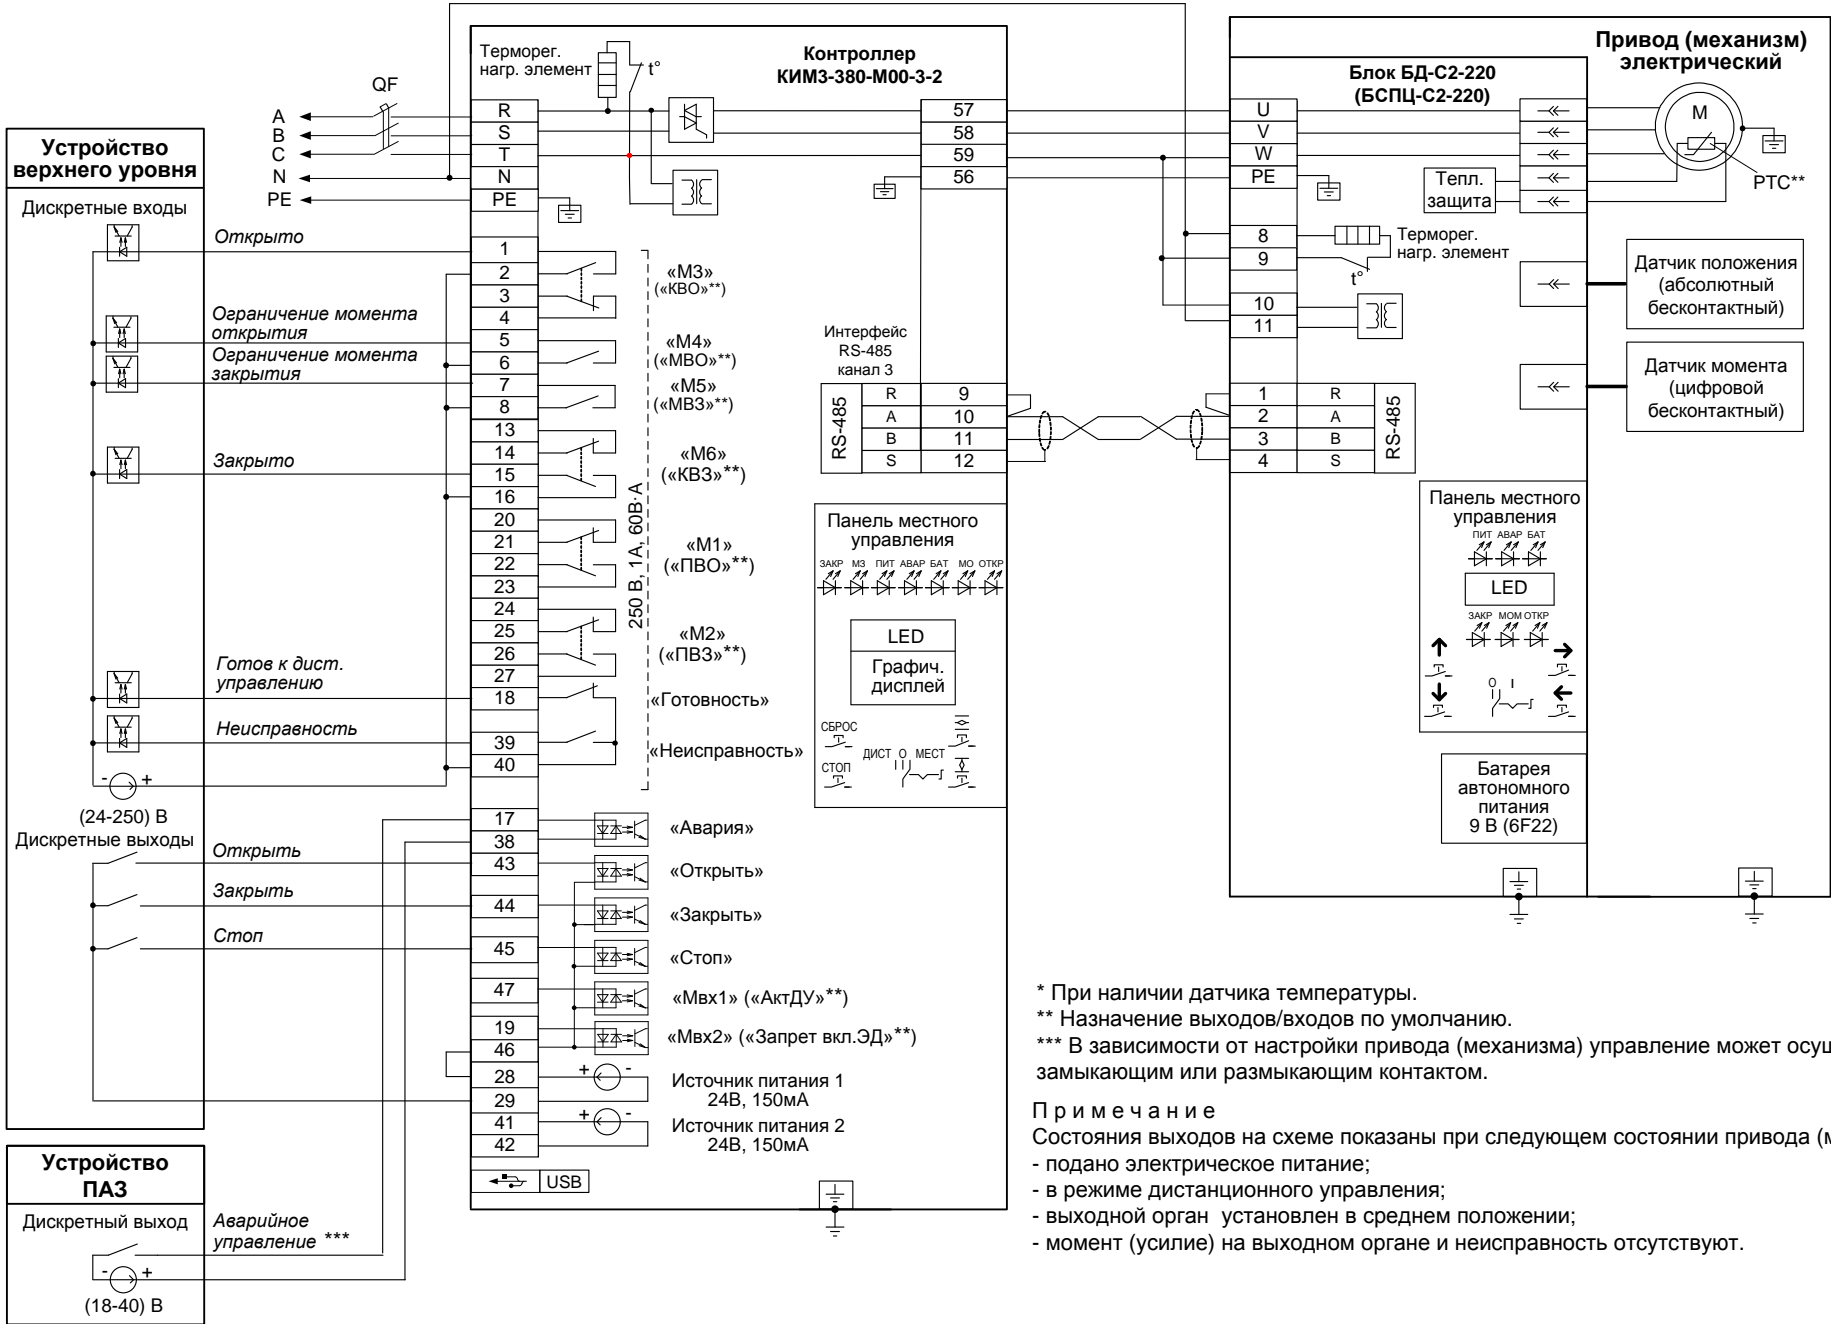 Устройство
верхнего уровня
Дискретные входы
(24-250) В
Дискретные выходы
- +
Устройство
ПАЗ
Дискретный выход
- +
(18-40) В
QF
A
B
C
N
PE
Открыто
Ограничение момента
открытия
Ограничение момента
закрытия
Закрыто
Готов к дист.
управлению
Неисправность
Открыть
Закрыть
Стоп
Аварийное
управление ***
Терморег.
нагр. элемент
t°
Контроллер
КИМ3-380-М00-3-2
R
S
T
N
PE
1
2
3
4
5
6
7
8
13
14
15
16
20
21
22
23
24
25
26
27
18
39
40
17
38
43
44
45
47
19
46
28
29
41
42
USB
«М3»
(«КВО»**)
«М4»
(«МВО»**)
«М5»
(«МВЗ»**)
«М6»
(«КВЗ»**)
«М1»
(«ПВО»**)
«М2»
(«ПВЗ»**)
«Готовность»
«Неисправность»
250 В, 1А, 60В·А
«Авария»
«Открыть»
«Закрыть»
«Стоп»
«Мвх1» («АктДУ»**)
«Мвх2» («Запрет вкл.ЭД»**)
+ -
Источник питания 1
24В, 150мА
+ -
Источник питания 2
24В, 150мА
57
58
59
56
Интерфейс
RS-485
канал 3
RS-485
R 9
A 10
B 11
S 12
Панель местного
управления
ЗАКР МЗ ПИТ АВАР БАТ МО ОТКР
LED
Графич.
дисплей
СБРОС
СТОП
ДИСТ О МЕСТ
Привод (механизм)
электрический
Блок БД-С2-220
(БСПЦ-С2-220)
U
V
W
PE
8
9
10
11
Терморег.
нагр. элемент
t°
Тепл.
защита
M
PTC**
Датчик положения
(абсолютный
бесконтактный)
Датчик момента
(цифровой
бесконтактный)
1 R
2 A
3 B
4 S
RS-485
Панель местного
управления
ПИТ АВАР БАТ
LED
ЗАКР МОМ ОТКР
O I
Батарея
автономного
питания
9 В (6F22)
* При наличии датчика температуры.
** Назначение выходов/входов по умолчанию.
*** В зависимости от настройки привода (механизма) управление может осущ
замыкающим или размыкающим контактом.
П р и м е ч а н и е
Состояния выходов на схеме показаны при следующем состоянии привода (м
- подано электрическое питание;
- в режиме дистанционного управления;
- выходной орган установлен в среднем положении;
- момент (усилие) на выходном органе и неисправность отсутствуют.